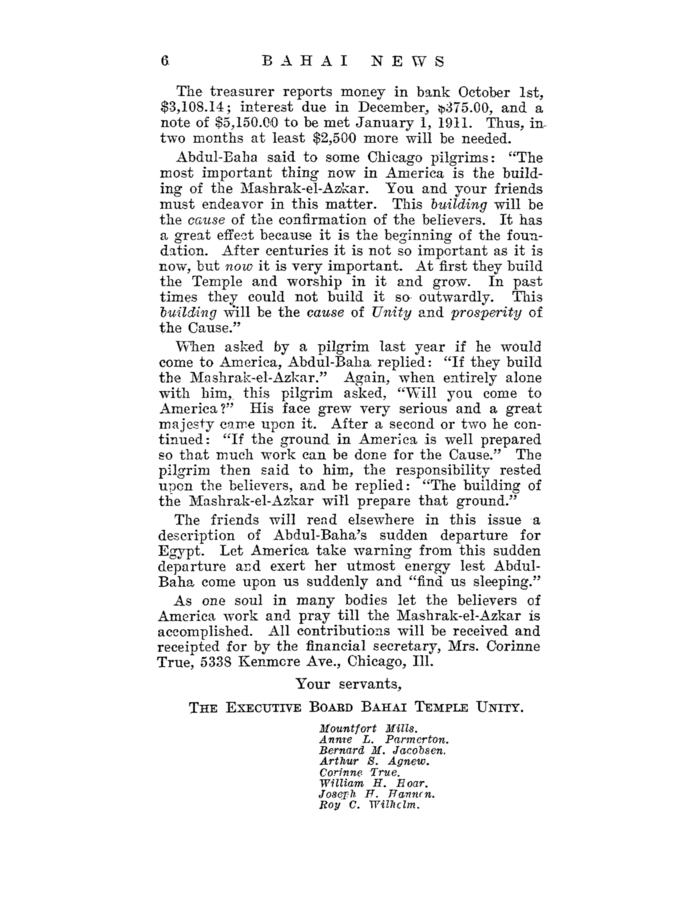 6 BAHAI NEWS
The treasurer reports money in bank October 1st,
$3,108.14; interest due in December, $375.00, and a
note of $5,150.00 to be met January 1, 1911. Thus, in
two months at least $2,500 more will be needed.
Abdul-Baha said to some Chicago pilgrims: "The
most important thing now in America is the build-
ing of the Mashrak-el-Azkar. You and your friends
must endeavor in this matter. This building will be
the cause of the confirmation of the believers. It has
a great effect because it is the beginning of the foun-
dation. After centuries it is not so important as it is
now, but now it is very important. At first they build
the Temple and worship in it and grow. In past
times they could not build it so outwardly. This
building will be the cause of Unity and prosperity of
the Cause."
When asked by a pilgrim last year if he would
come to America, Abdul-Baha replied: "If they build
the Mashrak-el-Azkar." Again, when entirely alone
with him, this pilgrim asked, "Will you come to
America?" His face grew very serious and a great
majesty came upon it. After a second or two he con-
tinued: "If the ground in America is well prepared
so that much work can be done for the Cause." The
pilgrim then said to him, the responsibility rested
upon the believers, and he replied: "The building of
the Mashrak-el-Azkar will prepare that ground."
The friends will read elsewhere in this issue a
description of Abdul-Baha's sudden departure for
Egypt. Let America take warning from this sudden
departure and exert her utmost energy lest Abdul-
Baha come upon us suddenly and "find us sleeping."
As one soul in many bodies let the believers of
America work and pray till the Mashrak-el-Azkar is
accomplished. All contributions will be received and
receipted for by the financial secretary, Mrs. Corinne
True, 5338 Kenmore Ave., Chicago, Ill.
Your servants,
THE EXECUTIVE BOARD BAHAI TEMPLE UNITY.
Mountfort Mills.
Annie L. Parmerton.
Bernard M. Jacobsen.
Arthur S. Agnew.
Corinne True.
William H. Hoar.
Joseph H. Hannen.
Roy C. Wilhelm.